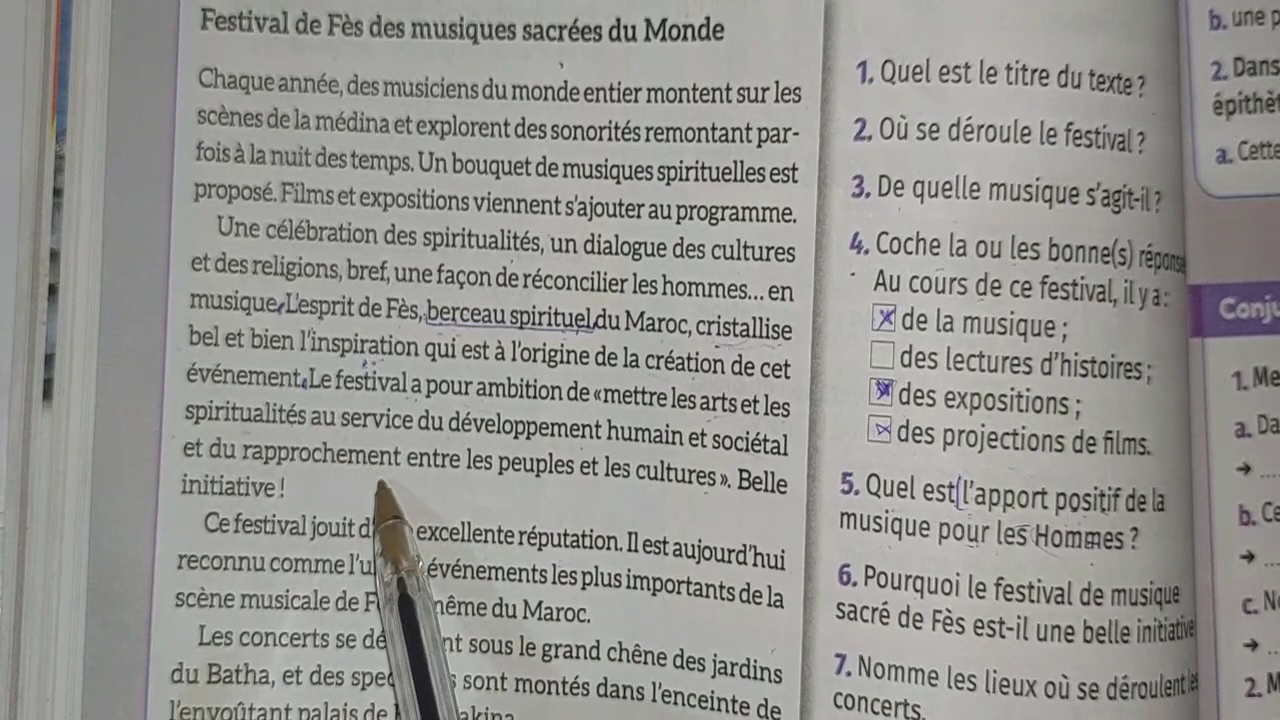 Festival de Fès des musiques sacrées du Monde
Chaque année, des musiciens du monde entier montent sur les
scènes de la médina et explorent des sonorités remontant par-
fois à la nuit des temps. Un bouquet de musiques spirituelles est
proposé. Films et expositions viennent s'ajouter au programme.
Une célébration des spiritualités, un dialogue des cultures
et des religions, bref, une façon de réconcilier les hommes... en
musique. L'esprit de Fès, berceau spirituel du Maroc, cristallise
bel et bien l'inspiration qui est à l'origine de la création de cet
événement. Le festival a pour ambition de «mettre les arts et les
spiritualités au service du développement humain et sociétal
et du rapprochement entre les peuples et les cultures». Belle
initiative!
Ce festival jouit excellente réputation. Il est aujourd'hui
reconnu comme événements les plus importants de la
scène musicale de même du Maroc.
Les concerts se sous le grand chêne des jardins
du Batha, et des sont montés dans l'enceinte de
l'envoûtant palais de
1. Quel est le titre du texte?
2. Où se déroule le festival?
3. De quelle musique s'agit-il?
4. Coche la ou les bonne(s) réponse
Au cours de ce festival, il y a:
de la musique;
des lectures d'histoires;
des expositions;
des projections de films.
5. Quel est l'apport positif de la
musique pour les Hommes?
6. Pourquoi le festival de musique
sacré de Fès est-il une belle initiative
7. Nomme les lieux où se déroulent les
concerts.
b. une p
2. Dans
épithèt
a. Cette
Conju
1. Me
a. Da
→ ...
b. Ce
→ ...
c. No
→ ..
2. M